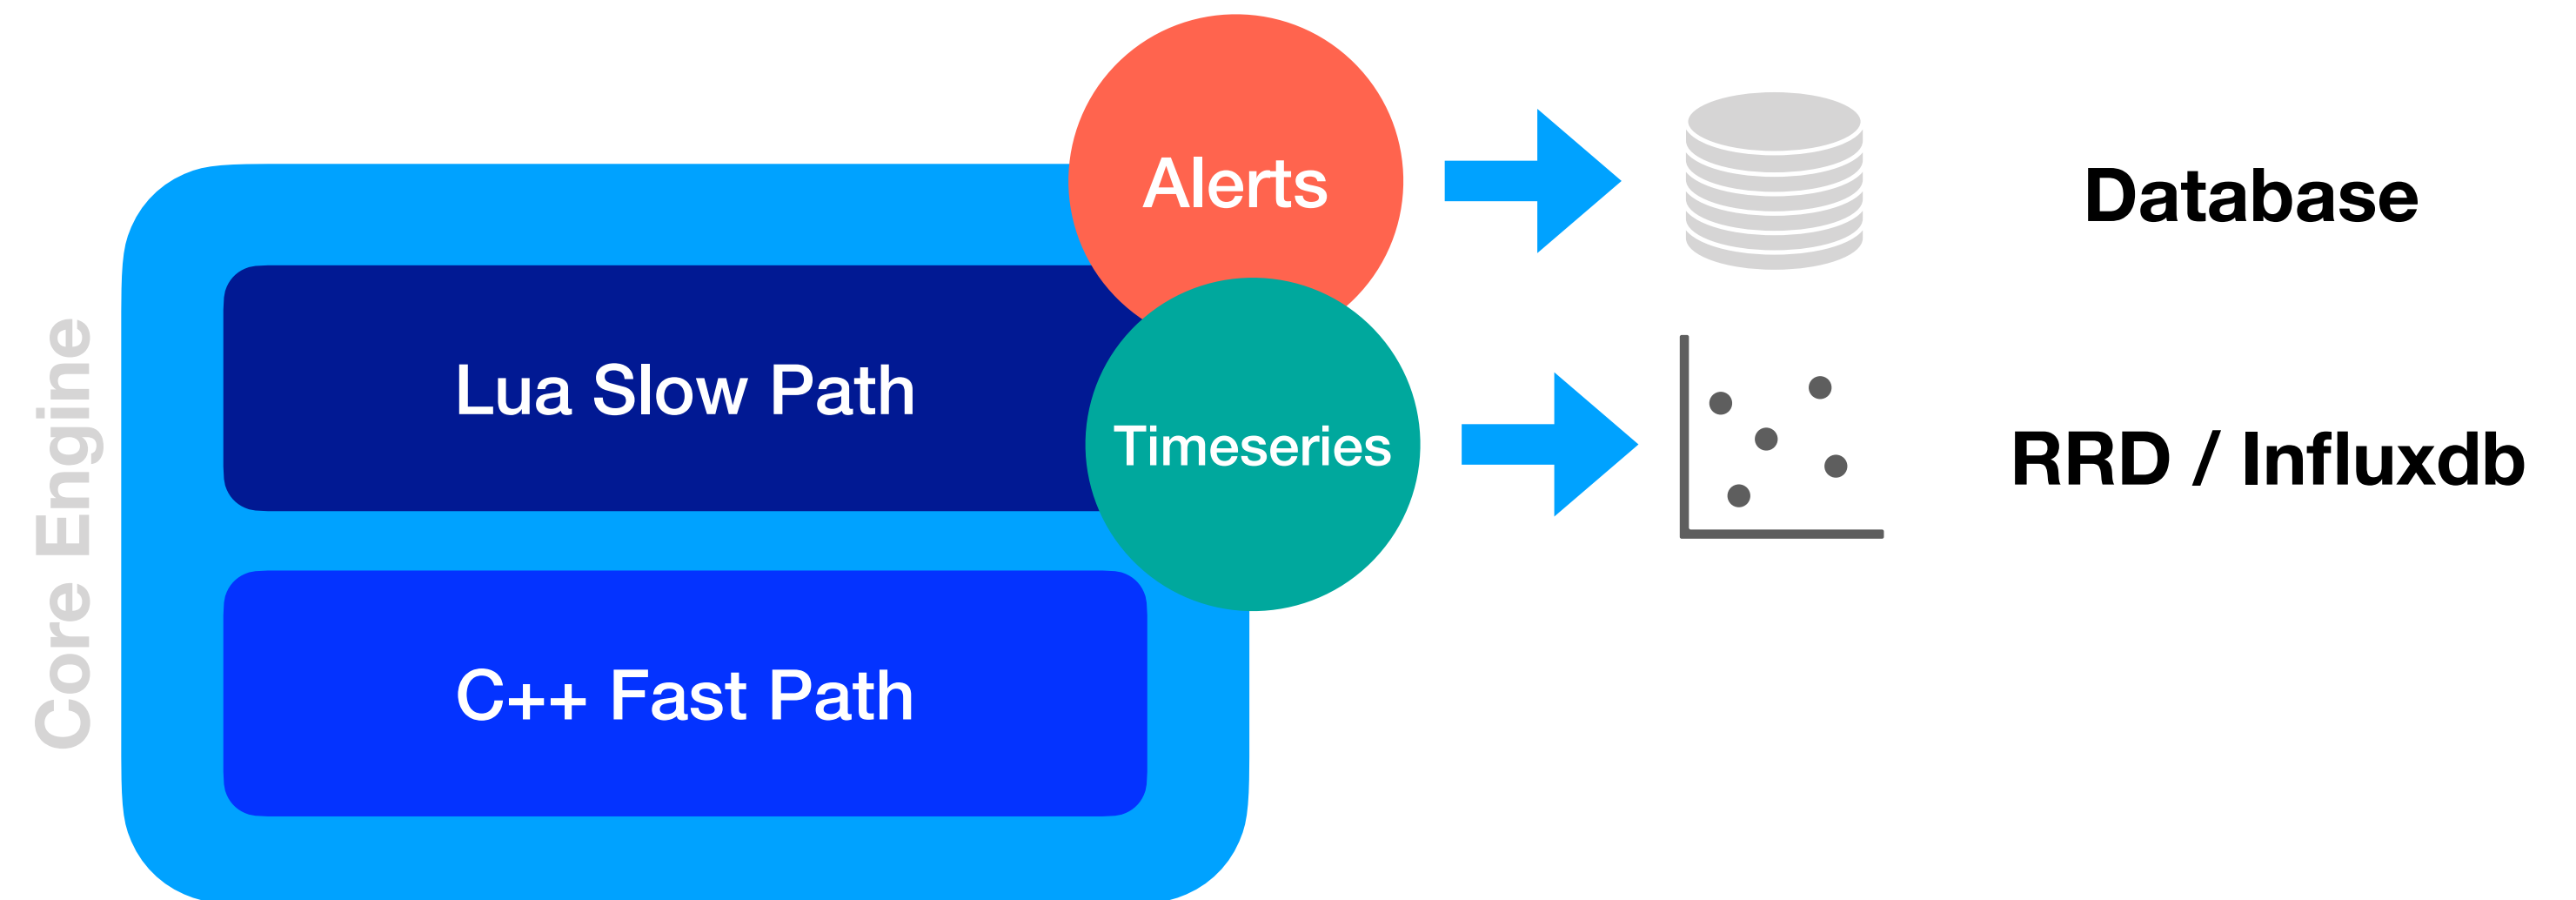 Core Engine
Alerts
Database
Lua Slow Path
Timeseries
RRD / Influxdb
C++ Fast Path